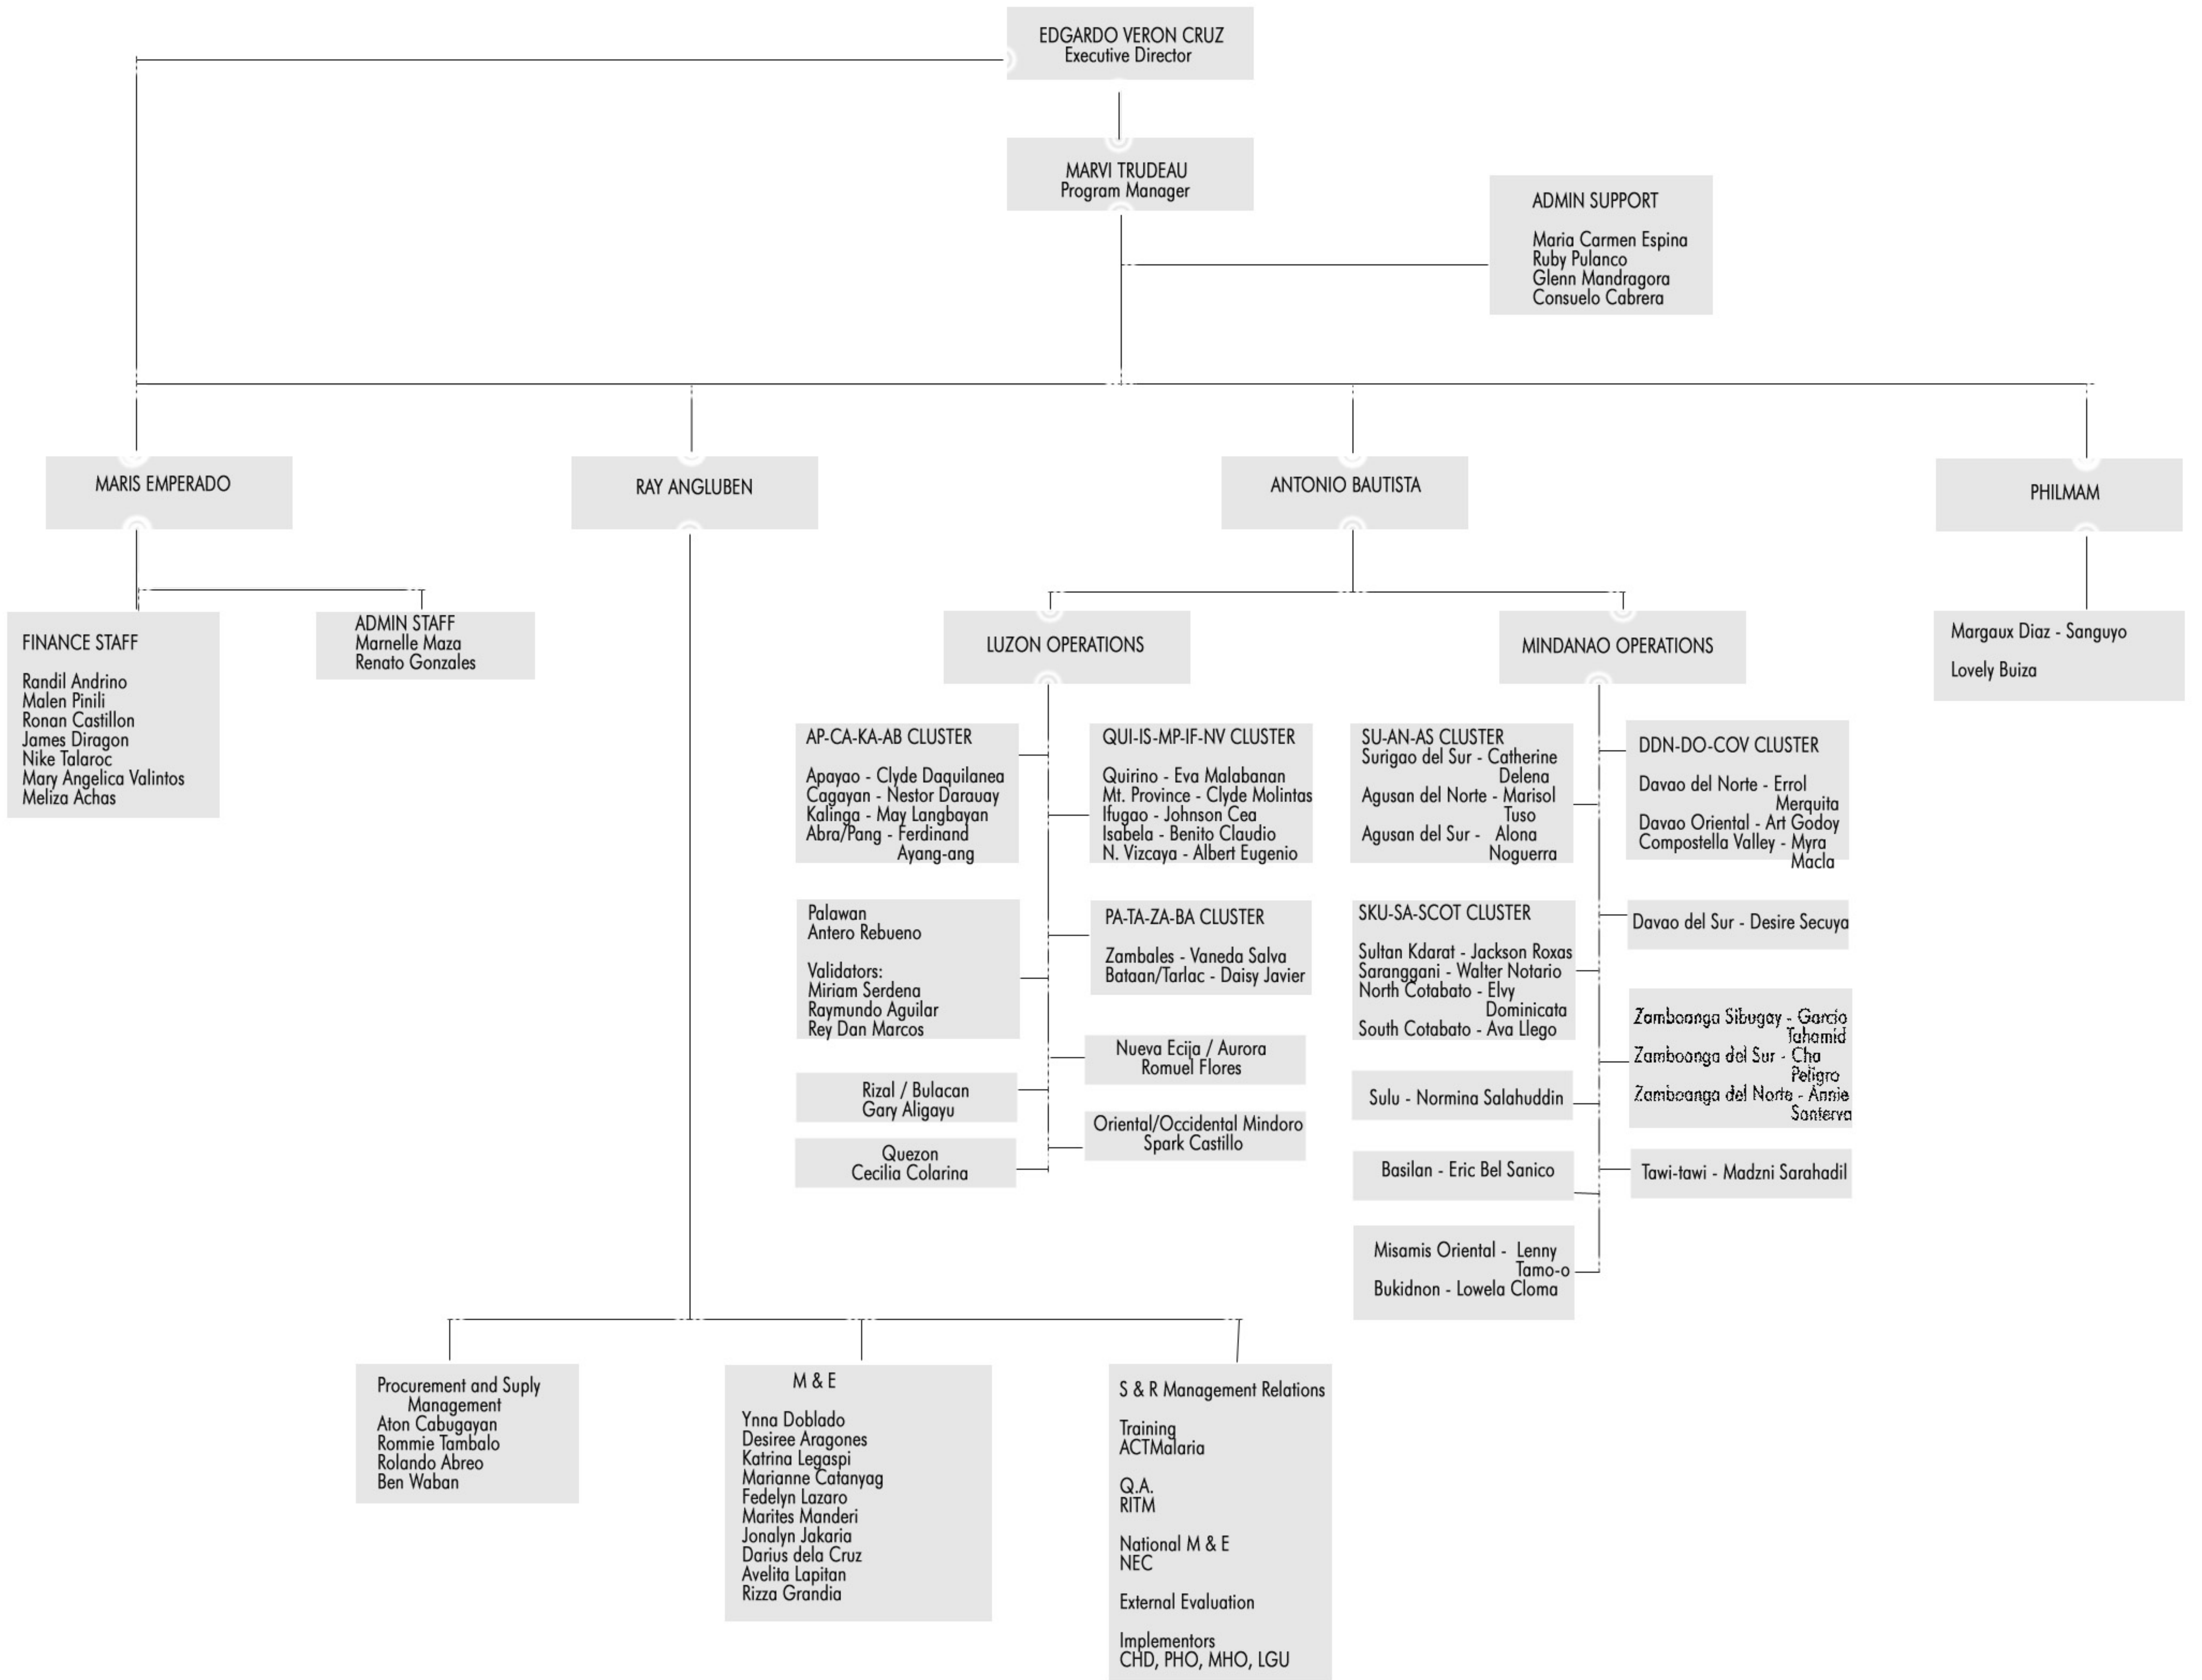 EDGARDO VERON CRUZ
Executive Director
MARVI TRUDEAU
Program Manager
ADMIN SUPPORT
Maria Carmen Espina
Ruby Pulanco
Glenn Mandragora
Consuelo Cabrera
MARIS EMPERADO
RAY ANGLUBEN
ANTONIO BAUTISTA
PHILMAM
FINANCE STAFF
Randil Andrino
Malen Pinili
Ronan Castillon
James Diragon
Nike Talaroc
Mary Angelica Valintos
Meliza Achas
ADMIN STAFF
Marnelle Maza
Renato Gonzales
LUZON OPERATIONS
MINDANAO OPERATIONS
Margaux Diaz - Sanguyo
Lovely Buiza
AP-CA-KA-AB CLUSTER
Apayao - Clyde Daquilanea
Cagayan - Nestor Darauay
Kalinga - May Langbayan
Abra/Pang - Ferdinand
Ayang-ang
QUI-IS-MP-IF-NV CLUSTER
Quirino - Eva Malabanan
Mt. Province - Clyde Molintas
Ifugao - Johnson Cea
Isabela - Benito Claudio
N. Vizcaya - Albert Eugenio
SU-AN-AS CLUSTER
Surigao del Sur - Catherine
Delena
Agusan del Norte - Marisol
Tuso
Agusan del Sur - Alona
Noguerra
DDN-DO-COV CLUSTER
Davao del Norte - Errol
Merquita
Davao Oriental - Art Godoy
Compostella Valley - Myra
Macla
Palawan
Antero Rebueno
Validators:
Miriam Serdena
Raymundo Aguilar
Rey Dan Marcos
PA-TA-ZA-BA CLUSTER
Zambales - Vaneda Salva
Bataan/Tarlac - Daisy Javier
SKU-SA-SCOT CLUSTER
Sultan Kdarat - Jackson Roxas
Saranggani - Walter Notario
North Cotabato - Elvy
Dominicata
South Cotabato - Ava Llego
Davao del Sur - Desire Secuya
Zamboanga Sibugay - Garcio
Tahamid
Zamboanga del Sur - Cha
Peligro
Zamboanga del Norte - Annie
Santerva
Nueva Ecija / Aurora
Romuel Flores
Rizal / Bulacan
Gary Aligayu
Sulu - Normina Salahuddin
Oriental/Occidental Mindoro
Spark Castillo
Quezon
Cecilia Colarina
Basilan - Eric Bel Sanico
Tawi-tawi - Madzni Sarahadil
Misamis Oriental - Lenny
Tamo-o
Bukidnon - Lowela Cloma
Procurement and Suply
Management
Aton Cabugayan
Rommie Tambalo
Rolando Abreo
Ben Waban
M & E
Ynna Doblado
Desiree Aragones
Katrina Legaspi
Marianne Catanyag
Fedelyn Lazaro
Marites Manderi
Jonalyn Jakaria
Darius dela Cruz
Avelita Lapitan
Rizza Grandia
S & R Management Relations
Training
ACTMalaria
Q.A.
RITM
National M & E
NEC
External Evaluation
Implementors
CHD, PHO, MHO, LGU